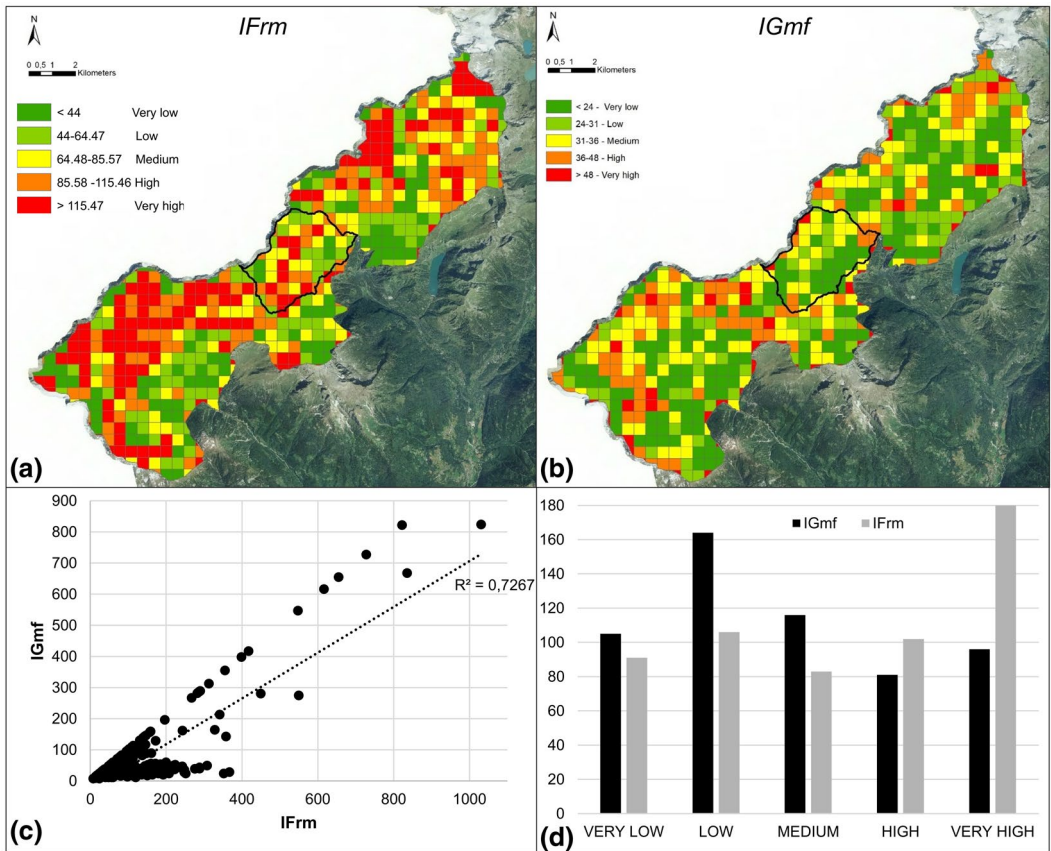 N
IFrm
0 0,5 1 2
Kilometers
< 44 Very low
44-64.47 Low
64.48-85.57 Medium
85.58 -115.46 High
> 115.47 Very high
(a)
N
IGmf
0 0,5 1 2
Kilometers
< 24 - Very low
24-31 - Low
31-36 - Medium
36-48 - High
> 48 - Very high
(b)
900
800
700
600
500
400
300
200
100
0
IGmf
R² = 0,7267
0 200 400 600 800 1000
IFrm
(c)
180
160
140
120
100
80
60
40
20
0
IGmf IFrm
VERY LOW LOW MEDIUM HIGH VERY HIGH
(d)